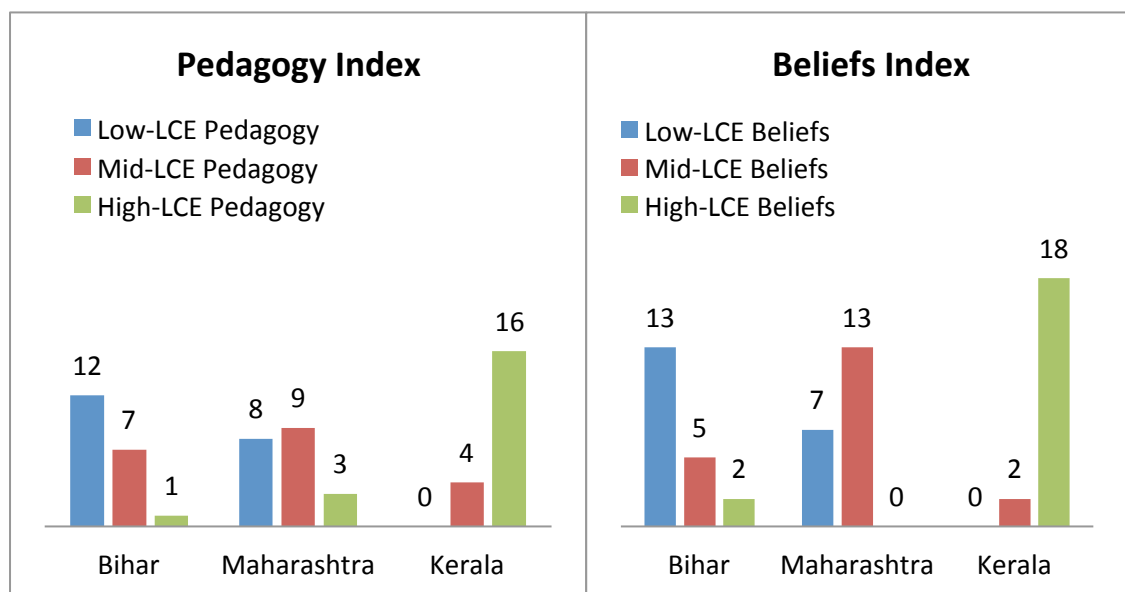 Pedagogy Index
Low-LCE Pedagogy
Mid-LCE Pedagogy
High-LCE Pedagogy
12
7
1
8
9
3
0
4
16
Bihar
Maharashtra
Kerala
Beliefs Index
Low-LCE Beliefs
Mid-LCE Beliefs
High-LCE Beliefs
13
5
2
7
13
0
0
2
18
Bihar
Maharashtra
Kerala